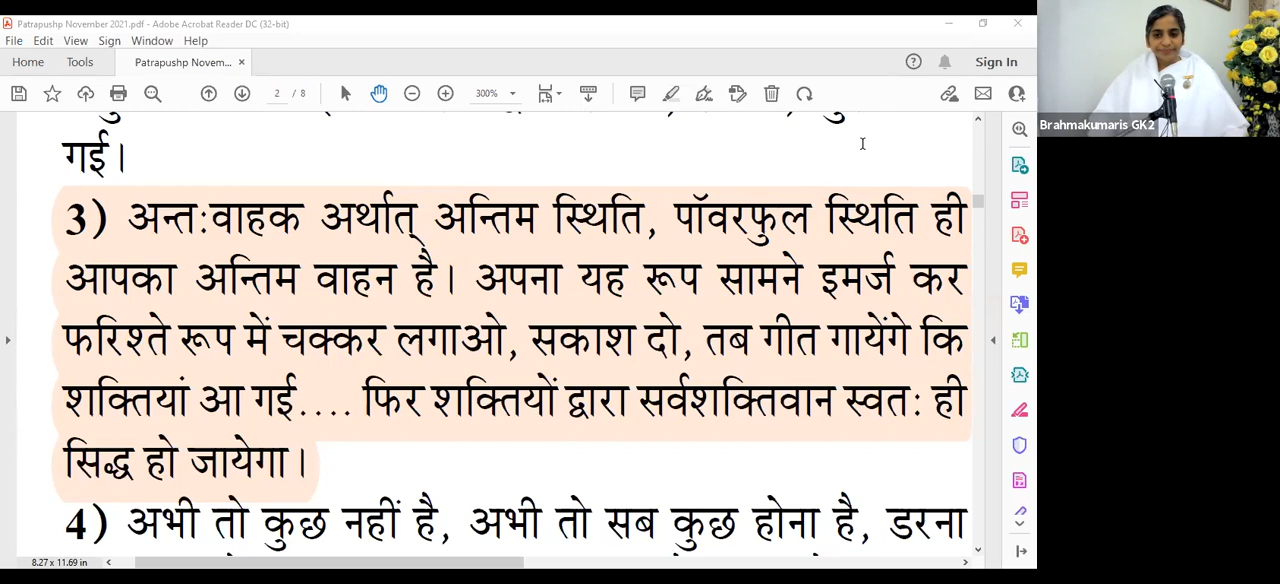 Patrapushp November 2021.pdf - Adobe Acrobat Reader DC (32-bit)
File Edit View Sign Window Help
Home Tools Patrapushp Novem... × Sign In
2 / 8 300%
Brahmakumaris GK2
गई।
3) अन्तःवाहक अर्थात् अन्तिम स्थिति, पॉवरफुल स्थिति ही
आपका अन्तिम वाहन है। अपना यह रूप सामने इमर्ज कर
फरिश्ते रूप में चक्कर लगाओ, सकाश दो, तब गीत गायेंगे कि
शक्तियां आ गई.... फिर शक्तियों द्वारा सर्वशक्तिवान स्वतः ही
सिद्ध हो जायेगा।
4) अभी तो कुछ नहीं है, अभी तो सब कुछ होना है, डरना
8.27 x 11.69 in